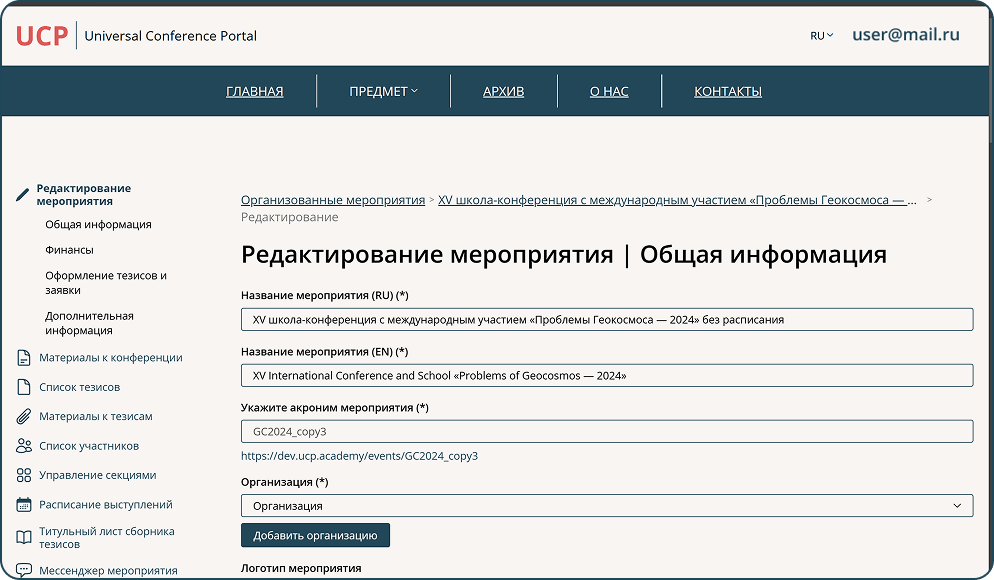 UCP Universal Conference Portal
RU
user@mail.ru
ГЛАВНАЯ
ПРЕДМЕТ
АРХИВ
О НАС
КОНТАКТЫ
Редактирование
мероприятия
Общая информация
Финансы
Оформление тезисов и
заявки
Дополнительная
информация
Материалы к конференции
Список тезисов
Материалы к тезисам
Список участников
Управление секциями
Расписание выступлений
Титульный лист сборника
тезисов
Мессенджер мероприятия
Организованные мероприятия > XV школа-конференция с международным участием «Проблемы Геокосмоса — ... >
Редактирование
Редактирование мероприятия | Общая информация
Название мероприятия (RU) (*)
XV школа-конференция с международным участием «Проблемы Геокосмоса — 2024» без расписания
Название мероприятия (EN) (*)
XV International Conference and School «Problems of Geocosmos — 2024»
Укажите акроним мероприятия (*)
GC2024_copy3
https://dev.ucp.academy/events/GC2024_copy3
Организация (*)
Организация
Добавить организацию
Логотип мероприятия